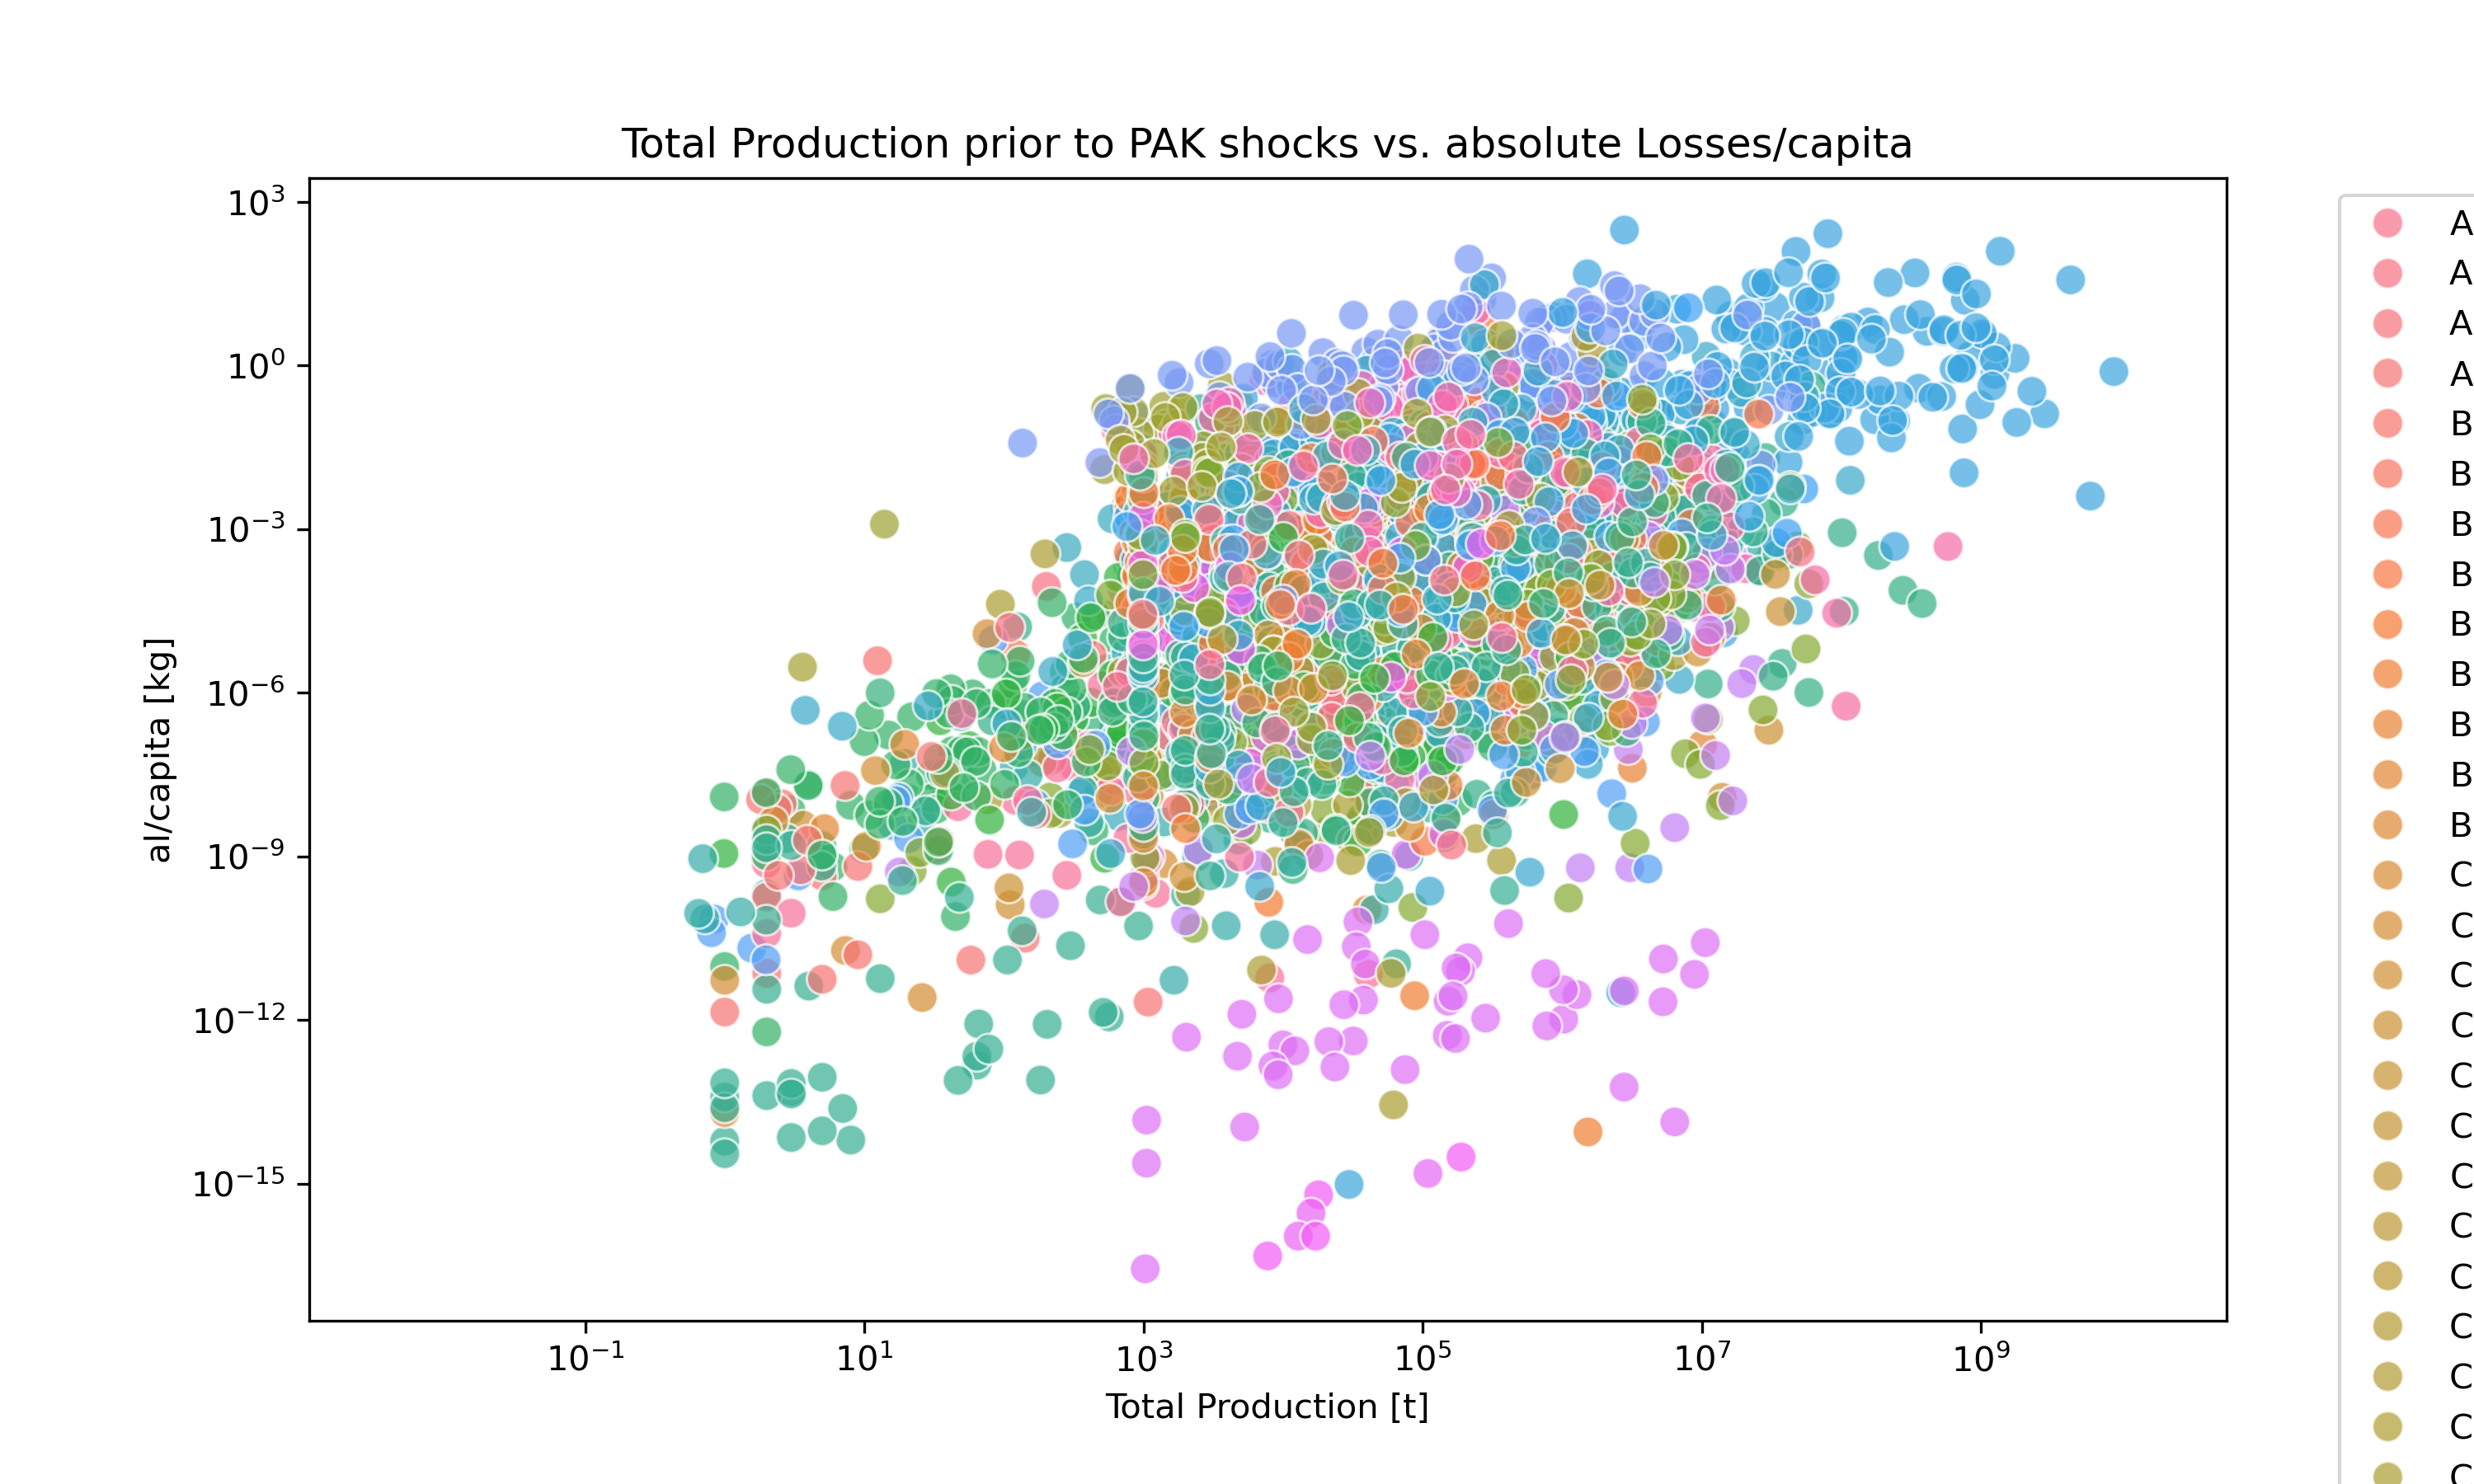 Total Production prior to PAK shocks vs. absolute Losses/capita
al/capita [kg]
10³
10⁰
10⁻³
10⁻⁶
10⁻⁹
10⁻¹²
10⁻¹⁵
10⁻¹
10¹
10³
10⁵
10⁷
10⁹
Total Production [t]
A
A
A
A
B
B
B
B
B
B
B
B
B
C
C
C
C
C
C
C
C
C
C
C
C
C